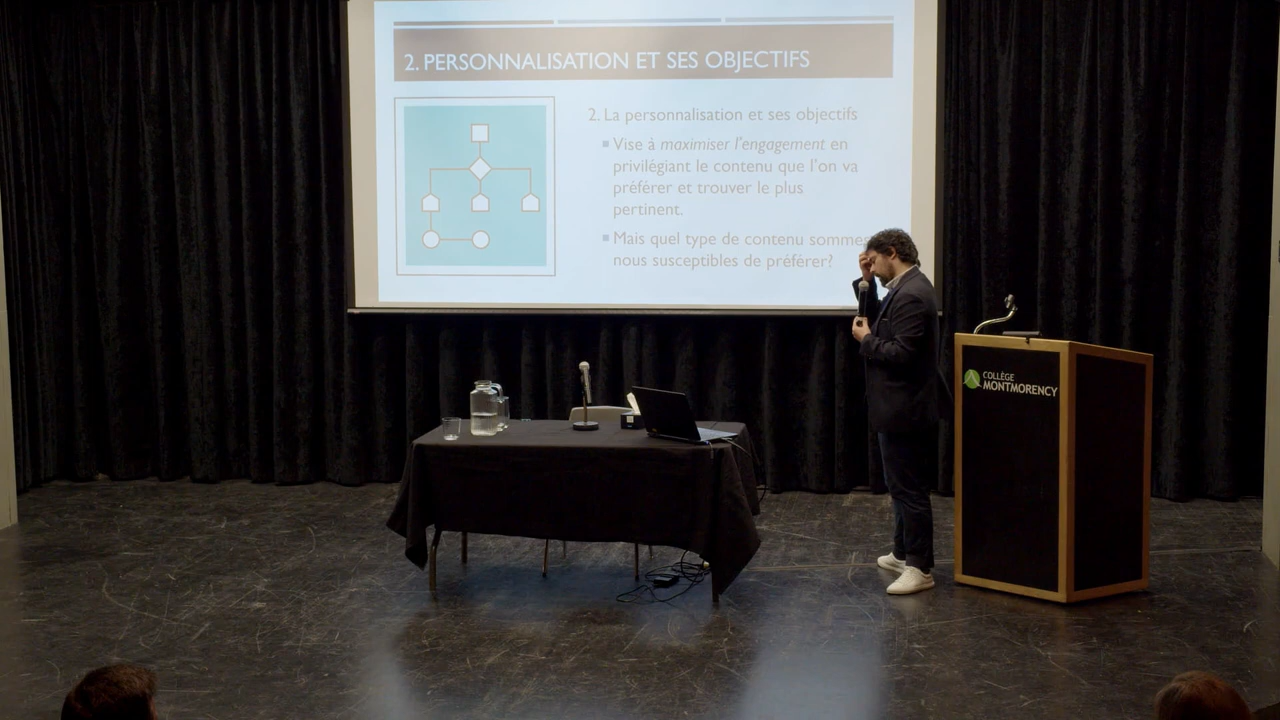 2. PERSONNALISATION ET SES OBJECTIFS
2. La personnalisation et ses objectifs
Vise à maximiser l'engagement en
privilégiant le contenu que l'on va
préférer et trouver le plus
pertinent.
Mais quel type de contenu sommes
nous susceptibles de préférer?
COLLÈGE
MONTMORENCY